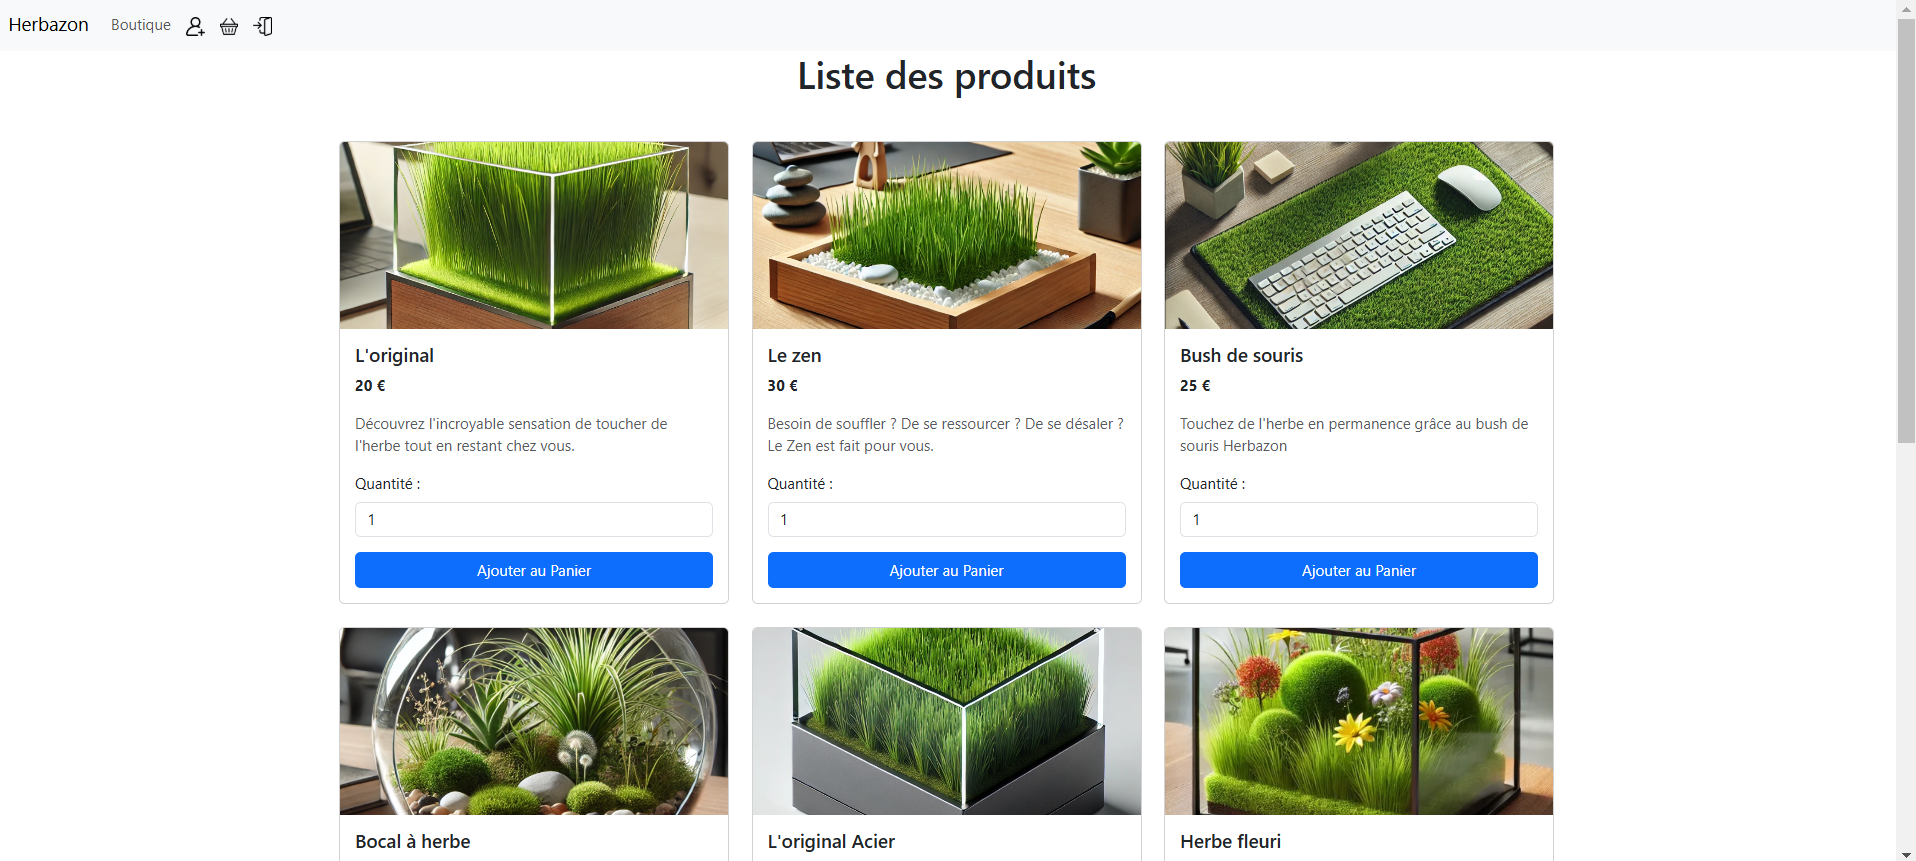 Herbazon Boutique
Liste des produits
L'original
20 €
Découvrez l'incroyable sensation de toucher de
l'herbe tout en restant chez vous.
Quantité :
1
Ajouter au Panier
Le zen
30 €
Besoin de souffler ? De se ressourcer ? De se désaler ?
Le Zen est fait pour vous.
Quantité :
1
Ajouter au Panier
Bush de souris
25 €
Touchez de l'herbe en permanence grâce au bush de
souris Herbazon
Quantité :
1
Ajouter au Panier
Bocal à herbe
L'original Acier
Herbe fleuri